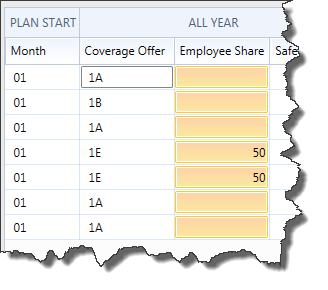 PLAN START ALL YEAR
Month Coverage Offer Employee Share Safe
01 1A
01 1B
01 1A
01 1E 50
01 1E 50
01 1A
01 1A